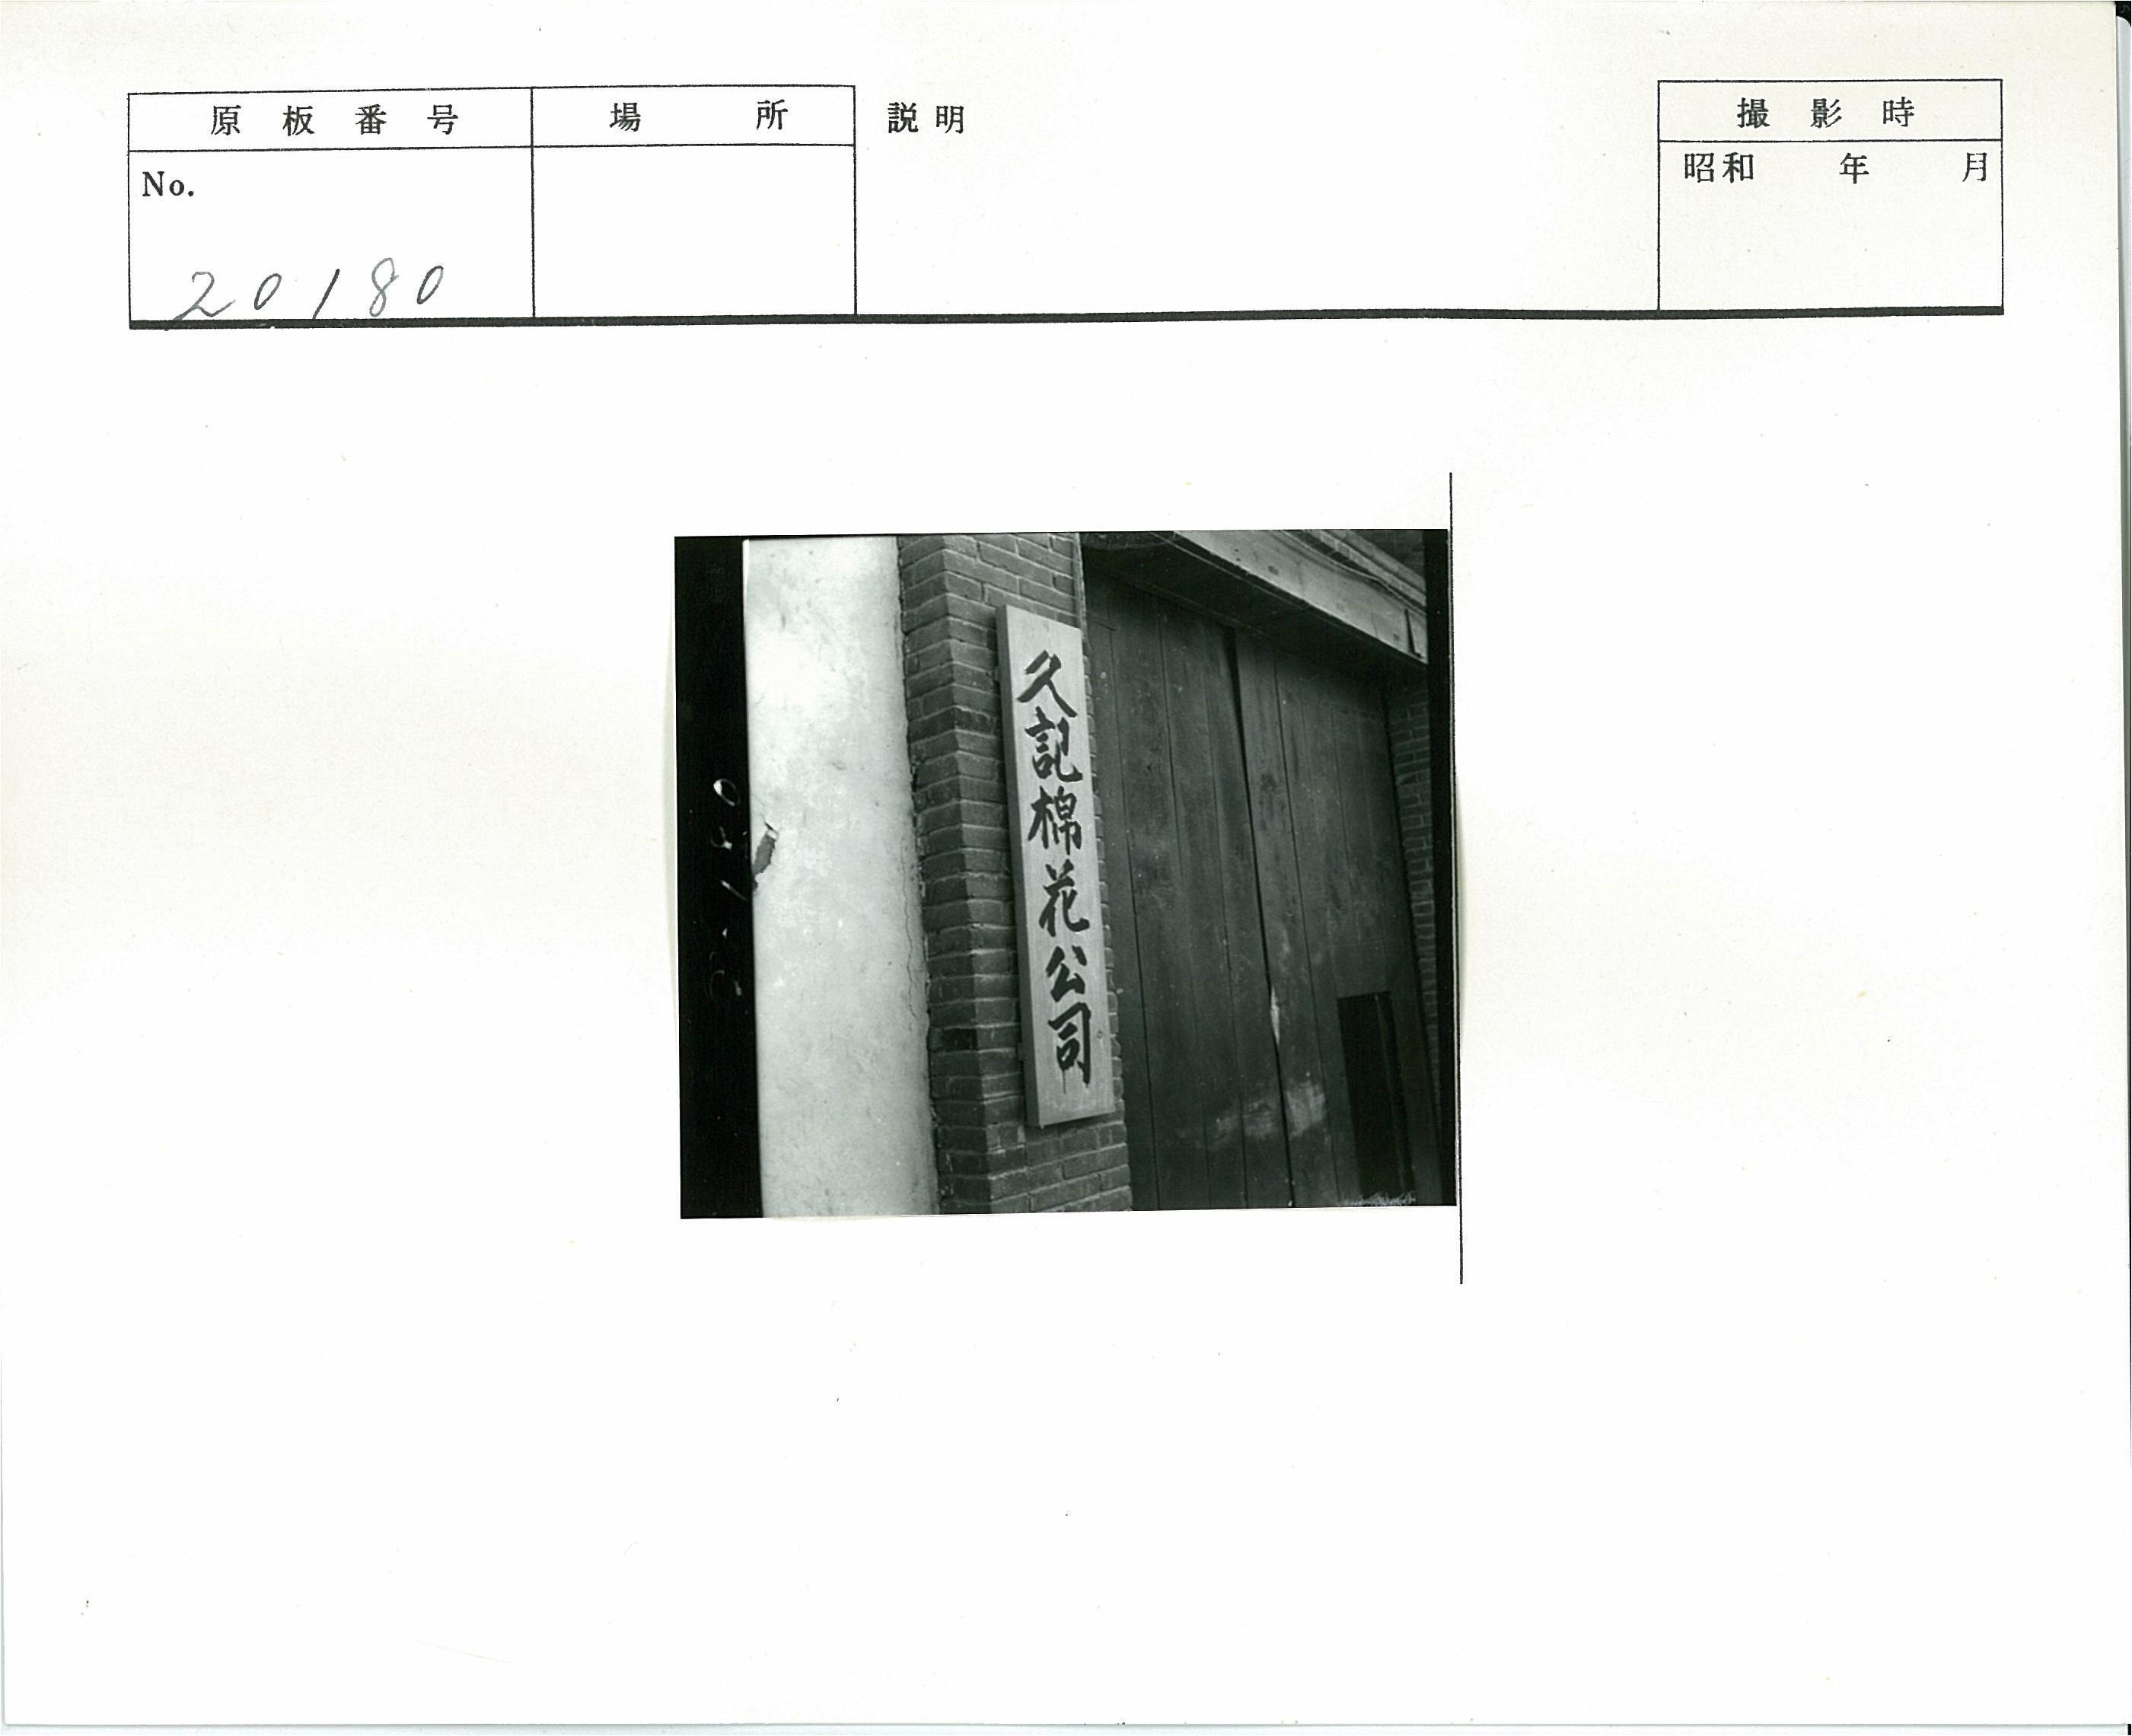 原板番号
場所
説明
撮影時
No.
昭和 年 月
20180
久記棉花公司